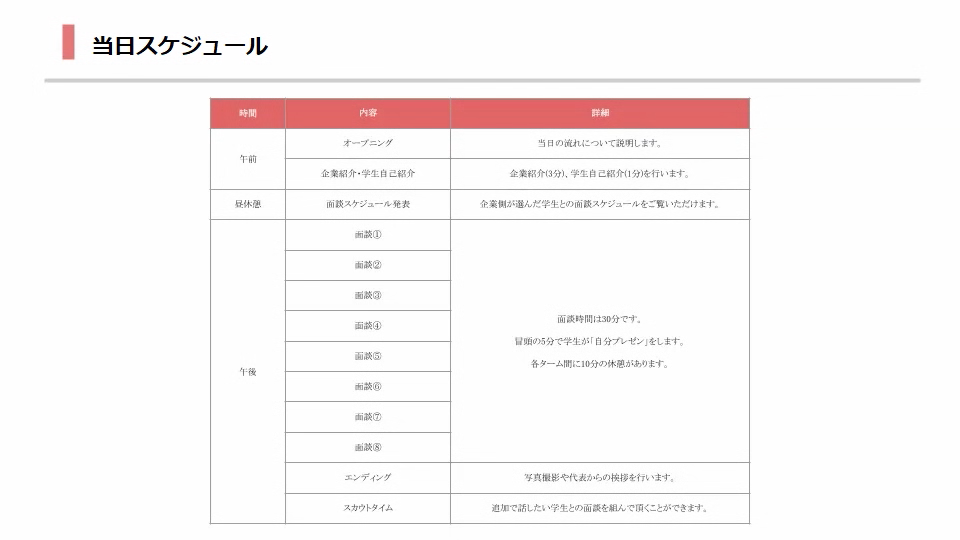 当日スケジュール
時間 内容 詳細
午前 オープニング 当日の流れについて説明します。
企業紹介・学生自己紹介 企業紹介(3分)、学生自己紹介(1分)を行います。
昼休憩 面談スケジュール発表 企業側が選んだ学生との面談スケジュールをご覧いただけます。
午後 面談①
面談②
面談③
面談④
面談⑤
面談⑥
面談⑦
面談⑧
面談時間は30分です。
冒頭の5分で学生が「自分プレゼン」をします。
各ターム間に10分の休憩があります。
エンディング 写真撮影や代表からの挨拶を行います。
スカウトタイム 追加で話したい学生との面談を組んで頂くことができます。